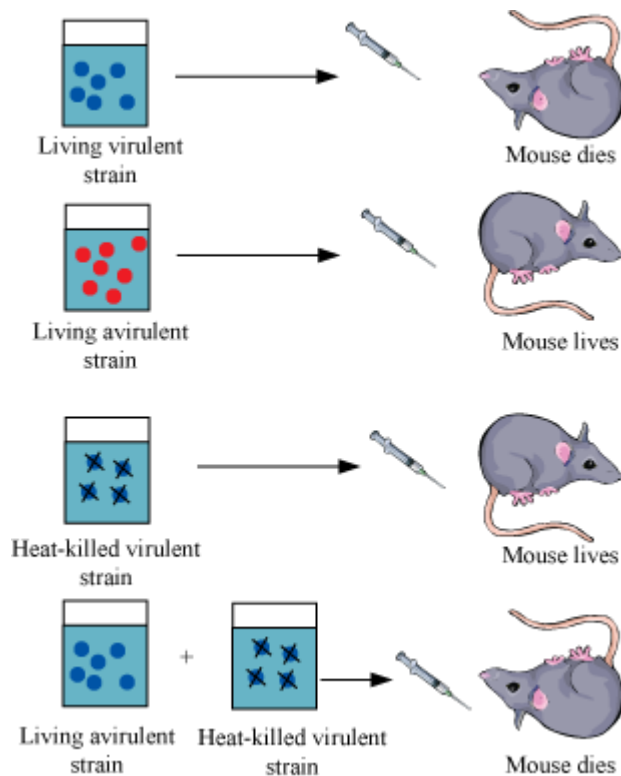 Living virulent
strain
Mouse dies
Living avirulent
strain
Mouse lives
Heat-killed virulent
strain
Mouse lives
+
Living avirulent
strain
Heat-killed virulent
strain
Mouse dies